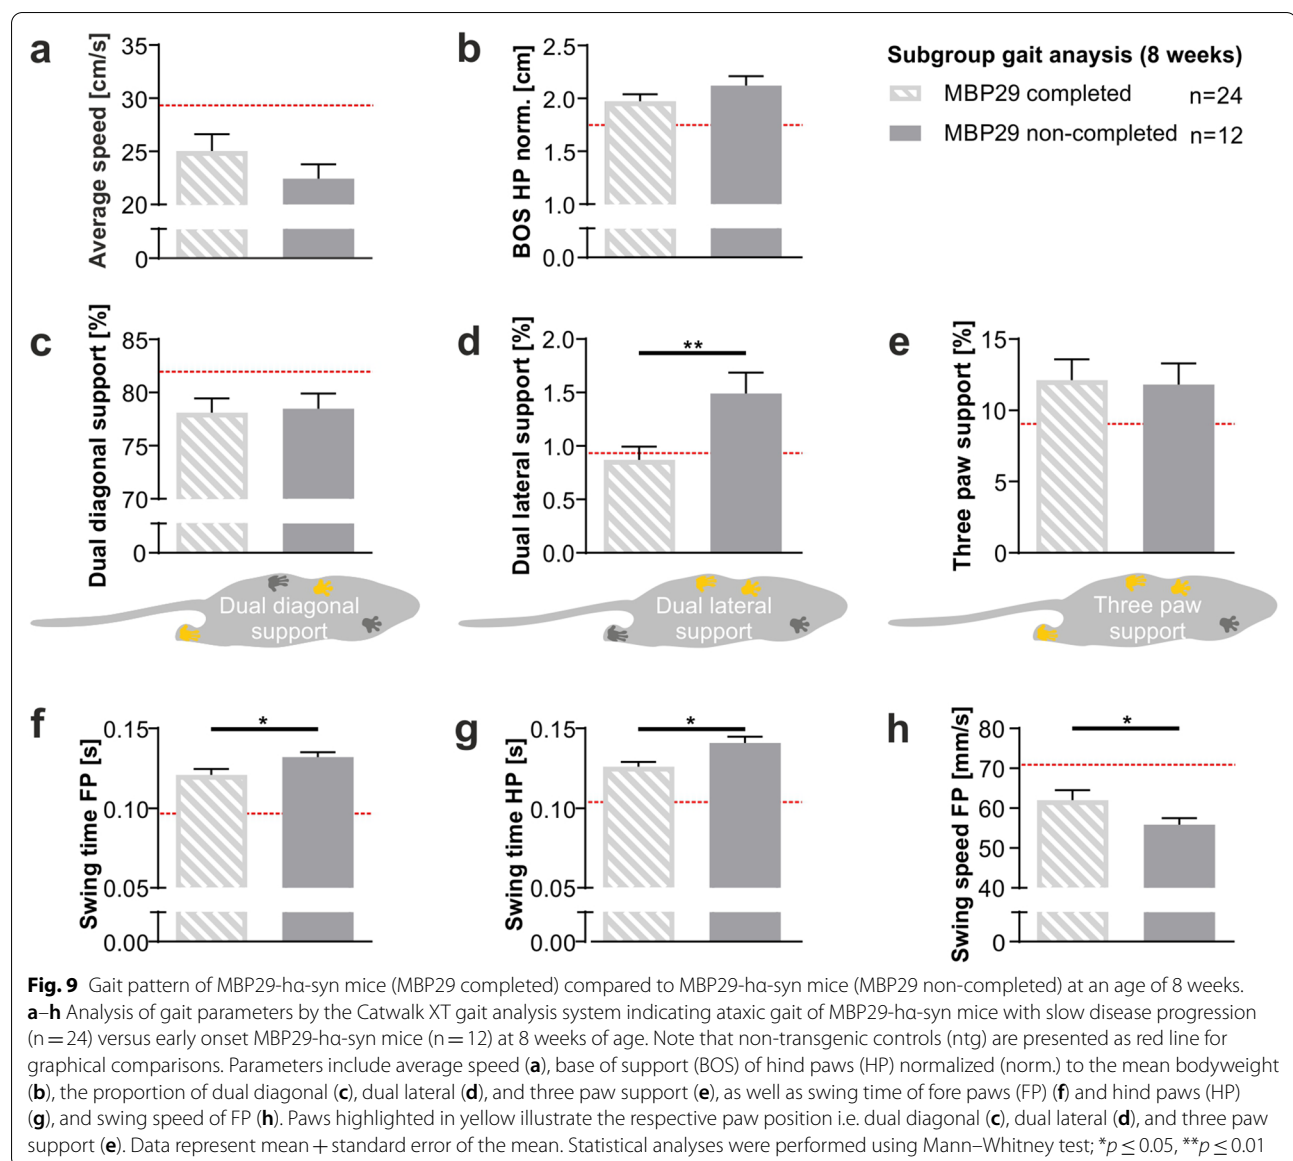 a
Average speed [cm/s]
35
30
25
20
0
b
BOS HP norm. [cm]
2.5
2.0
1.5
1.0
0.0
Subgroup gait anaysis (8 weeks)
MBP29 completed n=24
MBP29 non-completed n=12
c
Dual diagonal support [%]
85
80
75
70
0
Dual diagonal
support
d
Dual lateral support [%]
2.0
1.5
1.0
0.5
0.0
**
Dual lateral
support
e
Three paw support [%]
15
10
5
0
Three paw
support
f
Swing time FP [s]
0.15
0.10
0.05
0.00
*
g
Swing time HP [s]
0.15
0.10
0.05
0.00
*
h
Swing speed FP [mm/s]
80
70
60
50
40
0
*
Fig. 9 Gait pattern of MBP29-hα-syn mice (MBP29 completed) compared to MBP29-hα-syn mice (MBP29 non-completed) at an age of 8 weeks.
a–h Analysis of gait parameters by the Catwalk XT gait analysis system indicating ataxic gait of MBP29-hα-syn mice with slow disease progression
(n = 24) versus early onset MBP29-hα-syn mice (n = 12) at 8 weeks of age. Note that non-transgenic controls (ntg) are presented as red line for
graphical comparisons. Parameters include average speed (a), base of support (BOS) of hind paws (HP) normalized (norm.) to the mean bodyweight
(b), the proportion of dual diagonal (c), dual lateral (d), and three paw support (e), as well as swing time of fore paws (FP) (f) and hind paws (HP)
(g), and swing speed of FP (h). Paws highlighted in yellow illustrate the respective paw position i.e. dual diagonal (c), dual lateral (d), and three paw
support (e). Data represent mean + standard error of the mean. Statistical analyses were performed using Mann–Whitney test; *p ≤ 0.05, **p ≤ 0.01